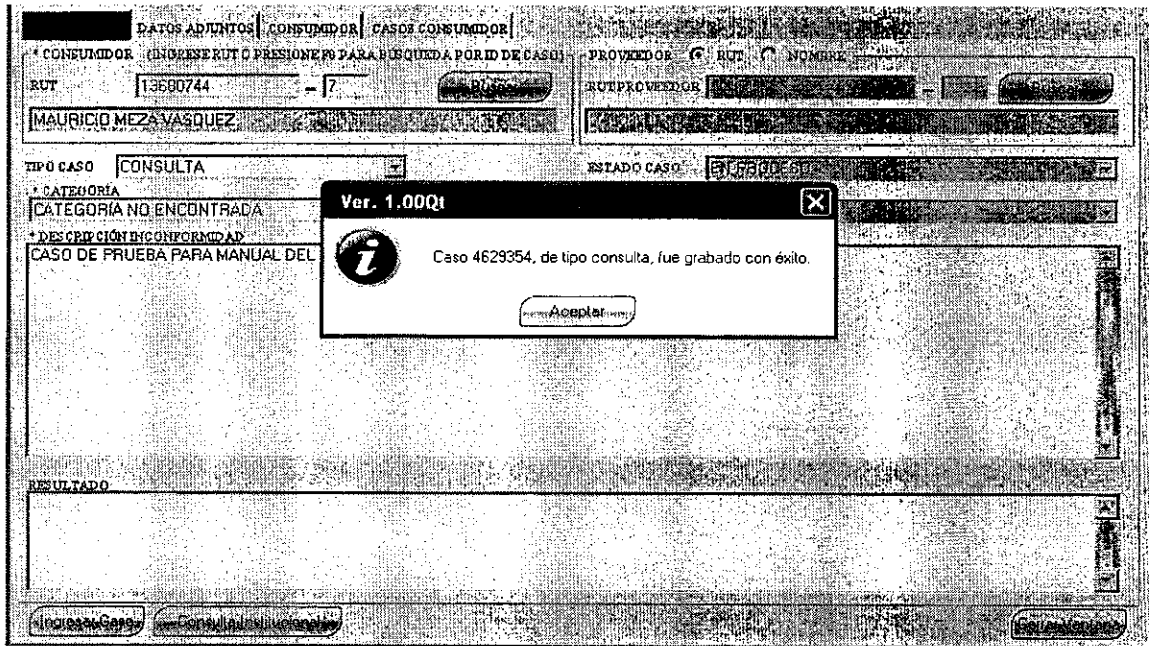 DATOS ADJUNTOS CONSUMIDOR CASOS CONSUMIDOR
* CONSUMIDOR (INGRESE RUT O PRESIONE F6 PARA BUSQUEDA POR ID DE CASO) PROVEEDOR RUT NOMBRE
RUT 13680744 - 7 Buscar RUT PROVEEDOR - Buscar
MAURICIO MEZA VASQUEZ
TIPO CASO CONSULTA ESTADO CASO
* CATEGORÍA
CATEGORÍA NO ENCONTRADA
* DESCRIPCIÓN INCONFORMIDAD
CASO DE PRUEBA PARA MANUAL DEL
Ver. 1.00Qt
Caso 4629354, de tipo consulta, fue grabado con éxito.
Aceptar
RESULTADO
Ingresar Caso Consulta Institucional Cerrar Ventana